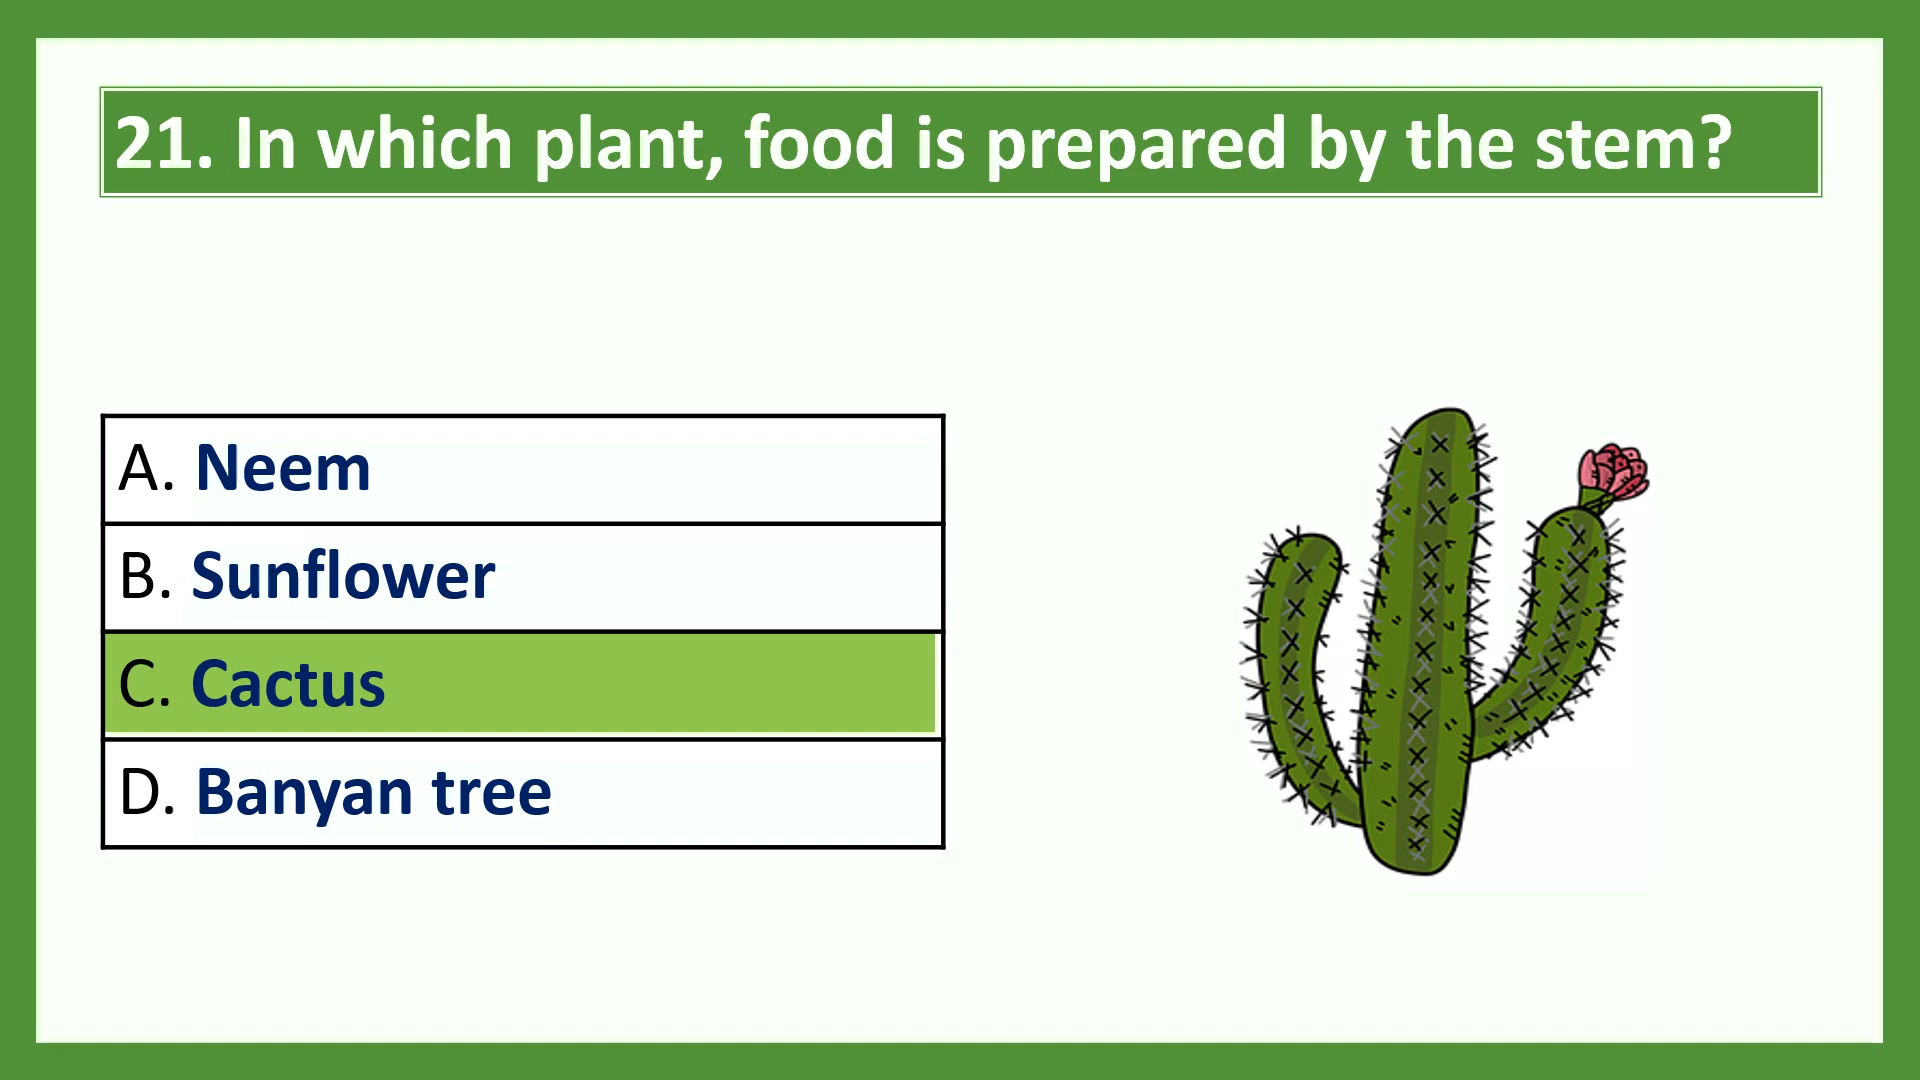 21. In which plant, food is prepared by the stem?
A. Neem
B. Sunflower
C. Cactus
D. Banyan tree